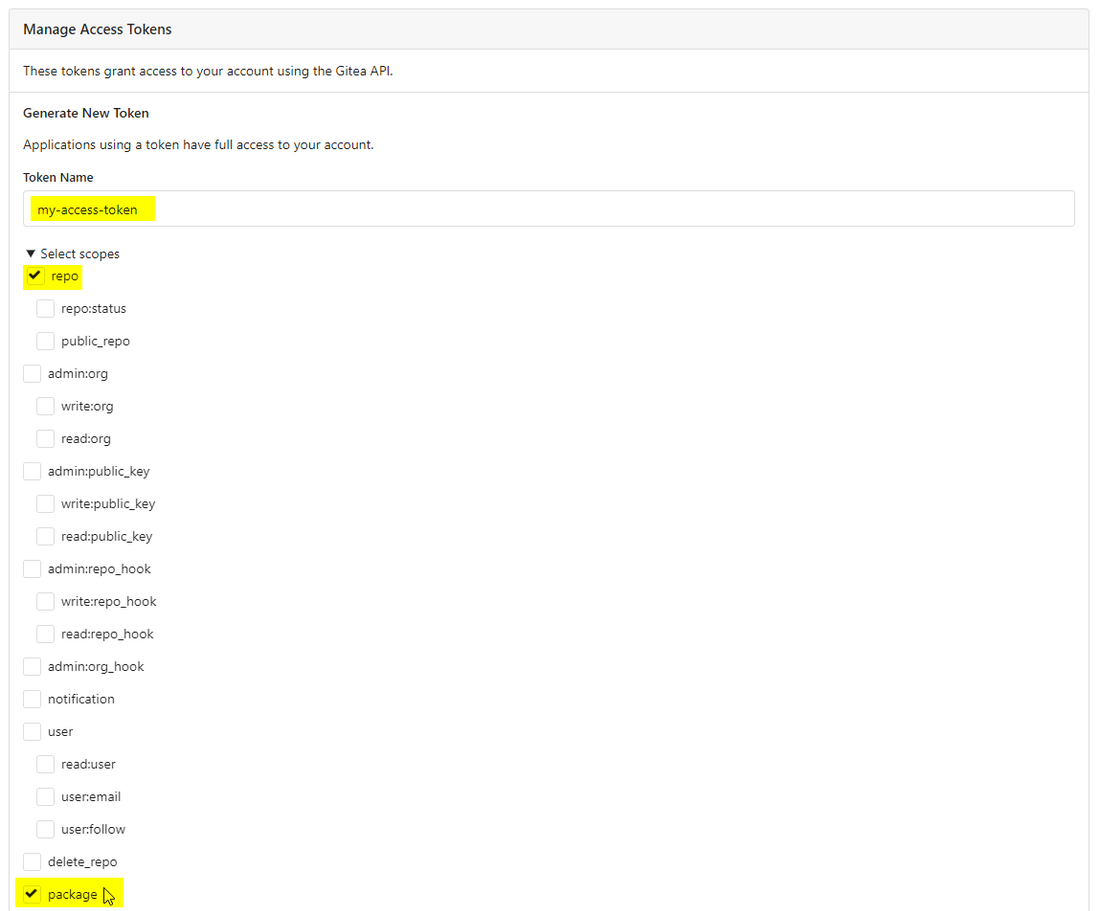 Manage Access Tokens
These tokens grant access to your account using the Gitea API.
Generate New Token
Applications using a token have full access to your account.
Token Name
my-access-token
Select scopes
repo
repo:status
public_repo
admin:org
write:org
read:org
admin:public_key
write:public_key
read:public_key
admin:repo_hook
write:repo_hook
read:repo_hook
admin:org_hook
notification
user
read:user
user:email
user:follow
delete_repo
package